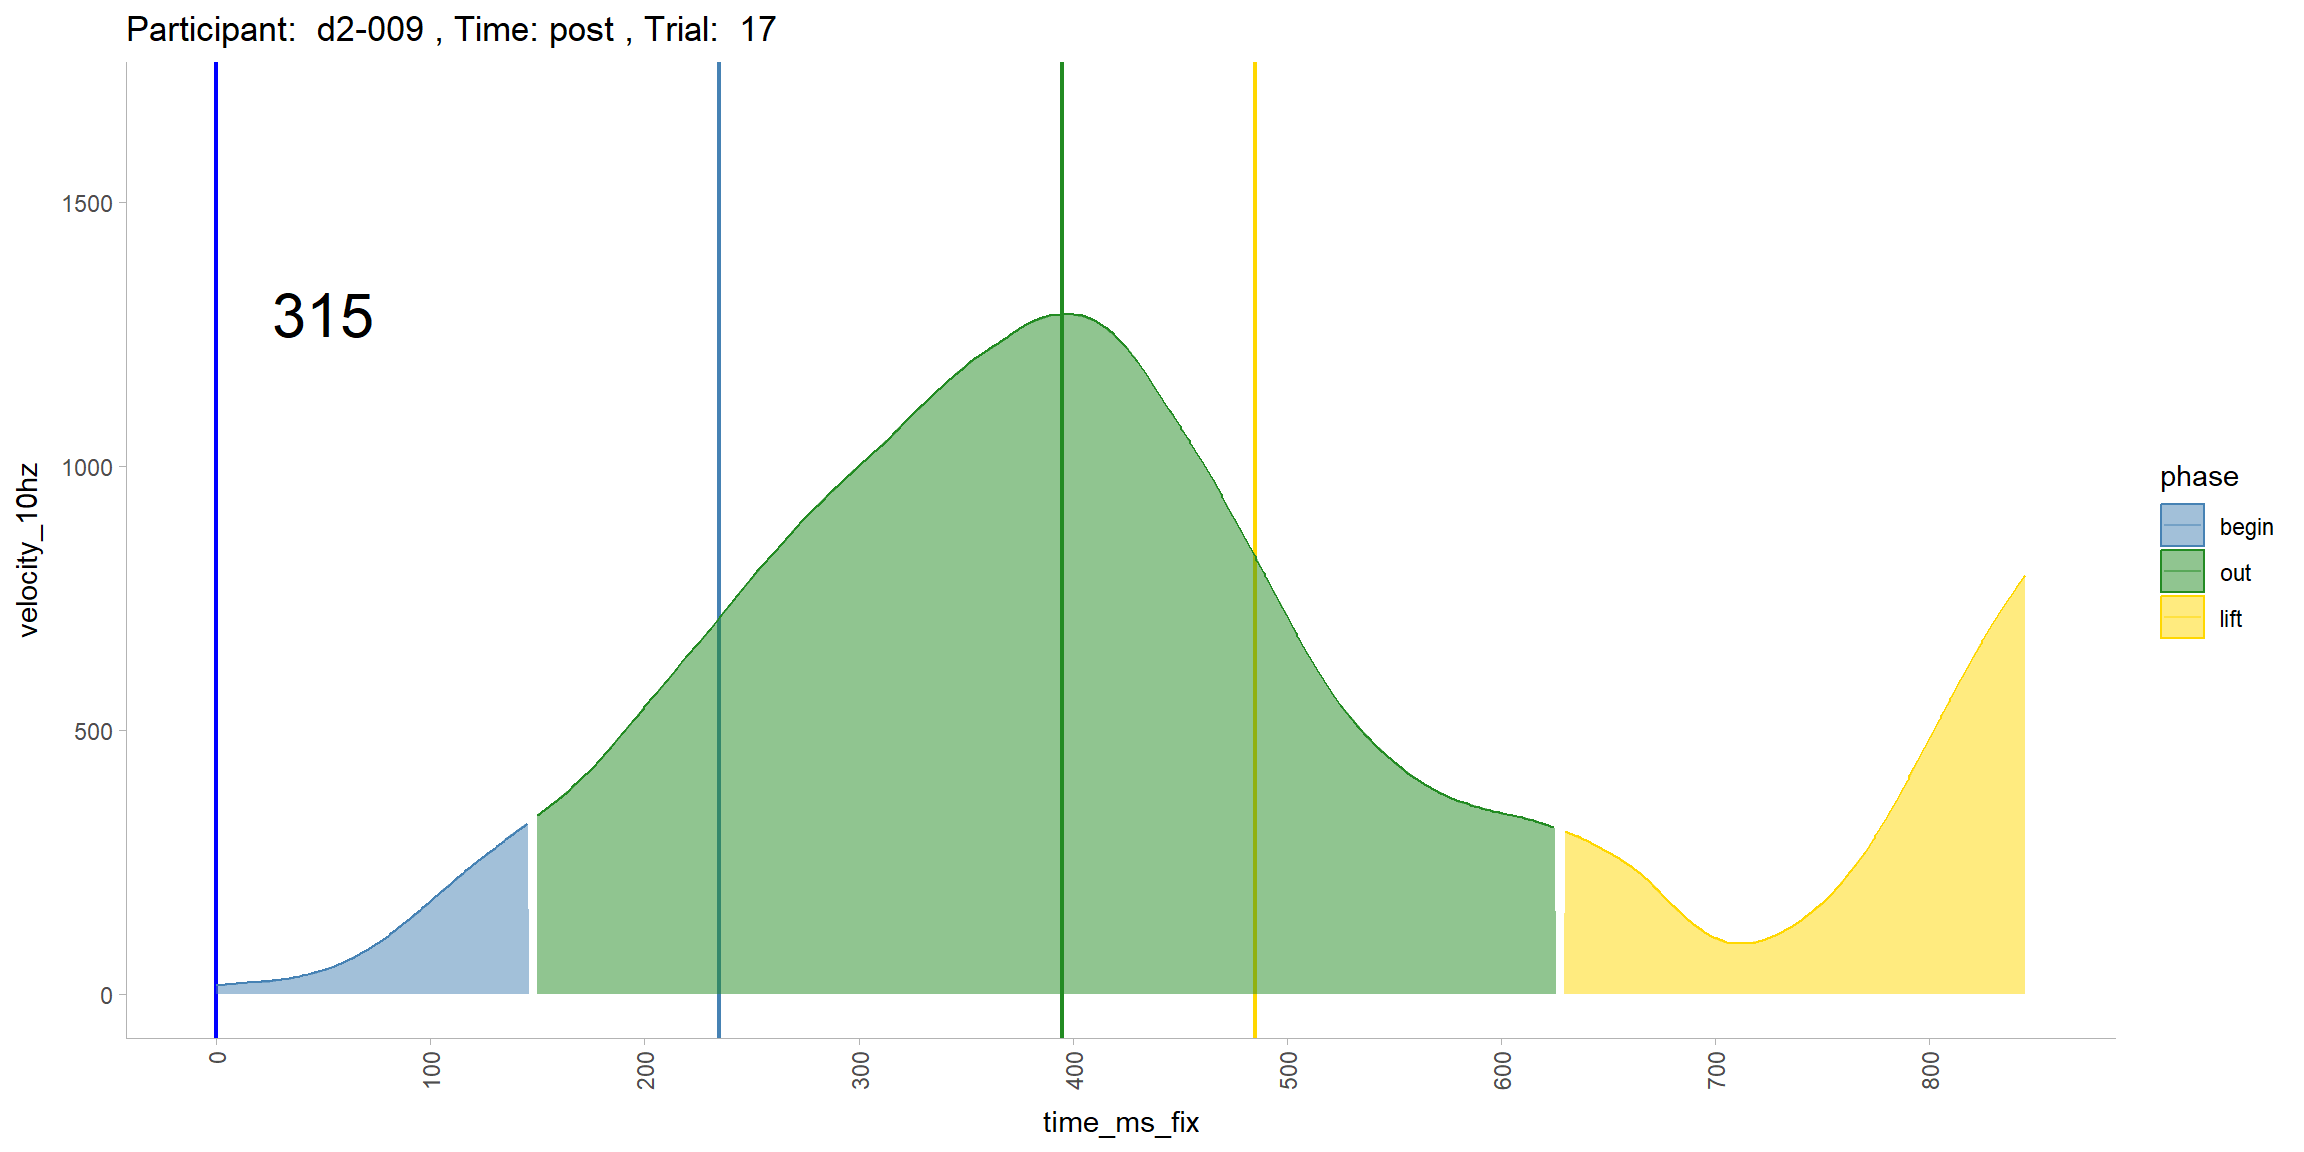 Participant:  d2-009 , Time: post , Trial:  17
1500
315
1000
500
0
velocity_10hz
0 100 200 300 400 500 600 700 800
time_ms_fix
phase
begin
out
lift